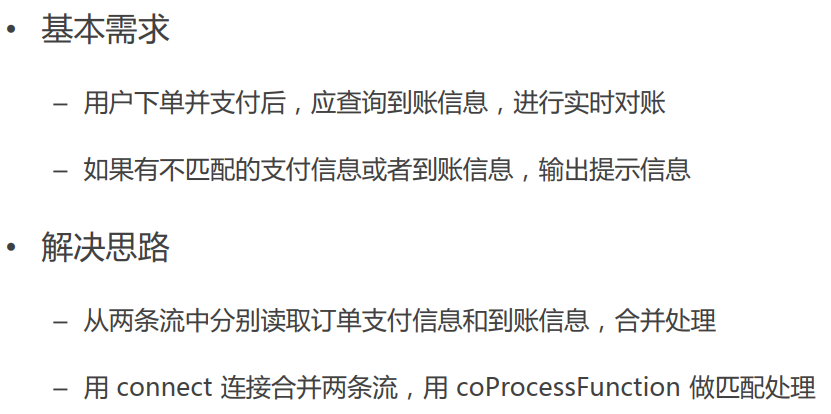 • 基本需求
– 用户下单并支付后，应查询到账信息，进行实时对账
– 如果有不匹配的支付信息或者到账信息，输出提示信息
• 解决思路
– 从两条流中分别读取订单支付信息和到账信息，合并处理
– 用 connect 连接合并两条流，用 coProcessFunction 做匹配处理